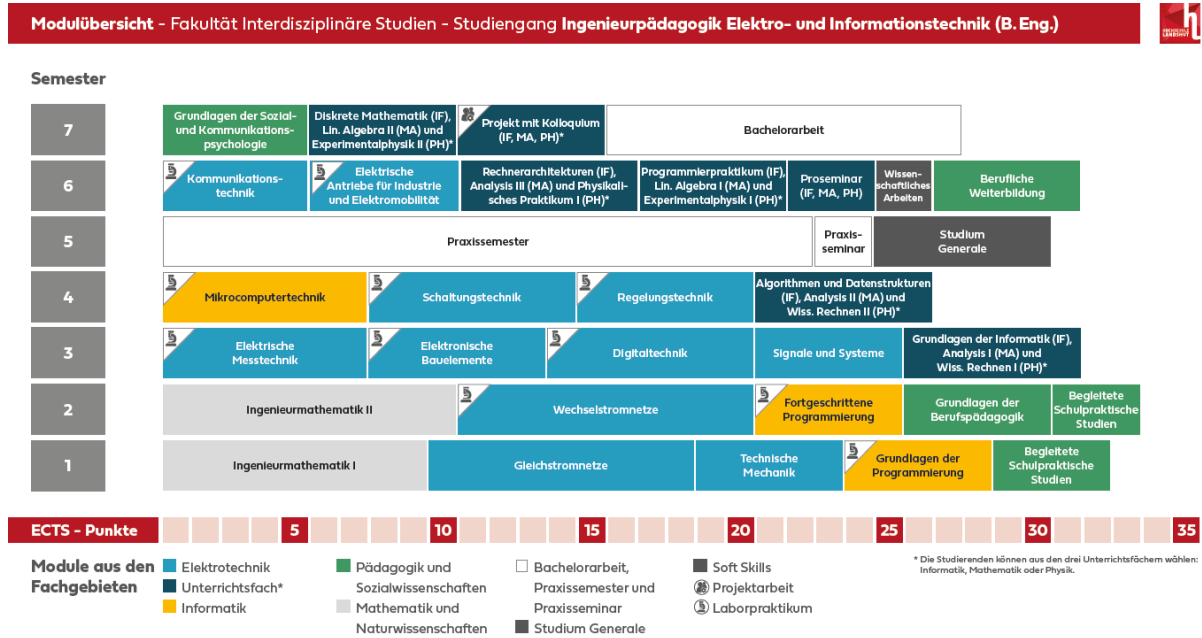 Modulübersicht - Fakultät Interdisziplinäre Studien - Studiengang Ingenieurpädagogik Elektro- und Informationstechnik (B. Eng.)
HOCHSCHULE
LANDSHUT
Semester
7
Grundlagen der Sozial-
und Kommunikations-
psychologie
Diskrete Mathematik (IF),
Lin. Algebra II (MA) und
Experimentalphysik II (PH)*
Projekt mit Kolloquium
(IF, MA, PH)*
Bachelorarbeit
6
Kommunikations-
technik
Elektrische
Antriebe für Industrie
und Elektromobilität
Rechnerarchitekturen (IF),
Analysis III (MA) und Physikali-
sches Praktikum I (PH)*
Programmierpraktikum (IF),
Lin. Algebra I (MA) und
Experimentalphysik I (PH)*
Proseminar
(IF, MA, PH)
Wissen-
schaftliches
Arbeiten
Berufliche
Weiterbildung
5
Praxissemester
Praxis-
seminar
Studium
Generale
4
Mikrocomputertechnik
Schaltungstechnik
Regelungstechnik
Algorithmen und Datenstrukturen
(IF), Analysis II (MA) und
Wiss. Rechnen II (PH)*
3
Elektrische
Messtechnik
Elektronische
Bauelemente
Digitaltechnik
Signale und Systeme
Grundlagen der Informatik (IF),
Analysis I (MA) und
Wiss. Rechnen I (PH)*
2
Ingenieurmathematik II
Wechselstromnetze
Fortgeschrittene
Programmierung
Grundlagen der
Berufspädagogik
Begleitete
Schulpraktische
Studien
1
Ingenieurmathematik I
Gleichstromnetze
Technische
Mechanik
Grundlagen der
Programmierung
Begleitete
Schulpraktische
Studien
ECTS - Punkte 5 10 15 20 25 30 35
Module aus den
Fachgebieten
Elektrotechnik
Unterrichtsfach*
Informatik
Pädagogik und
Sozialwissenschaften
Mathematik und
Naturwissenschaften
Bachelorarbeit,
Praxissemester und
Praxisseminar
Studium Generale
Soft Skills
Projektarbeit
Laborpraktikum
* Die Studierenden können aus den drei Unterrichtsfächern wählen:
Informatik, Mathematik oder Physik.